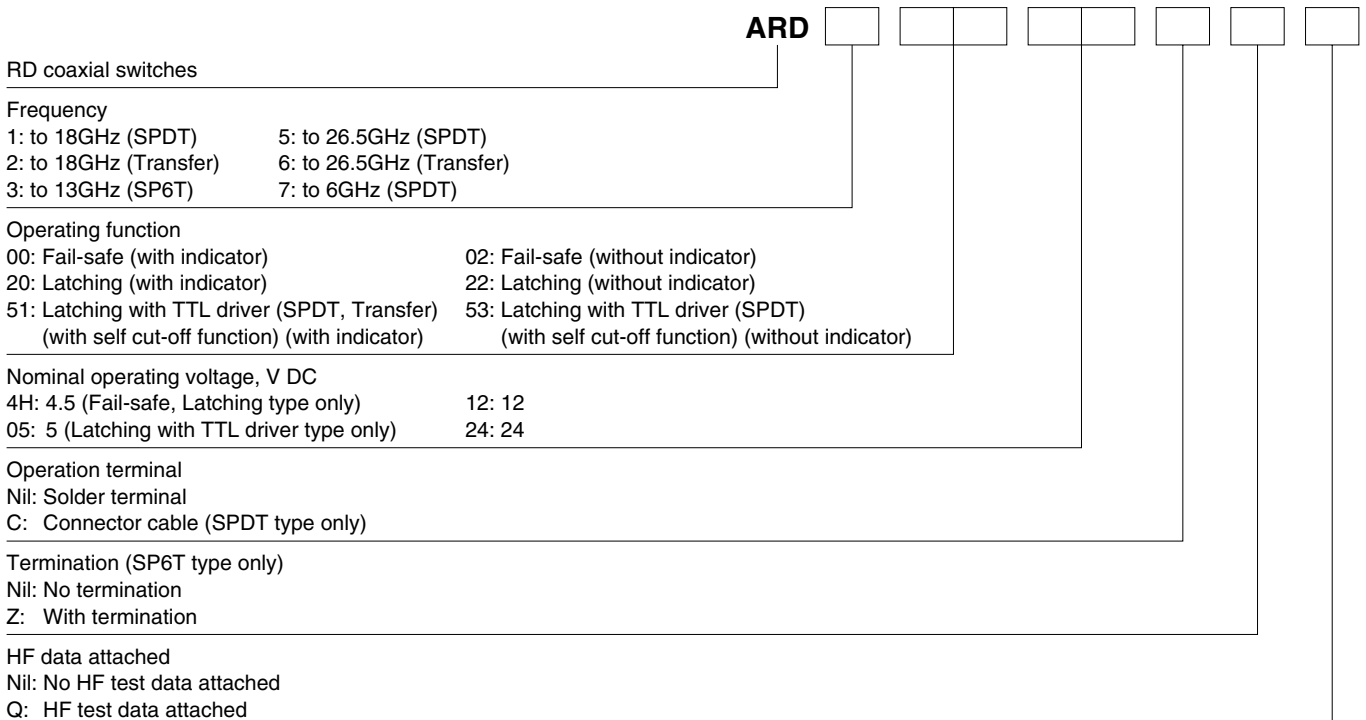 ARD
RD coaxial switches
Frequency
1: to 18GHz (SPDT) 5: to 26.5GHz (SPDT)
2: to 18GHz (Transfer) 6: to 26.5GHz (Transfer)
3: to 13GHz (SP6T) 7: to 6GHz (SPDT)
Operating function
00: Fail-safe (with indicator) 02: Fail-safe (without indicator)
20: Latching (with indicator) 22: Latching (without indicator)
51: Latching with TTL driver (SPDT, Transfer) 53: Latching with TTL driver (SPDT)
(with self cut-off function) (with indicator) (with self cut-off function) (without indicator)
Nominal operating voltage, V DC
4H: 4.5 (Fail-safe, Latching type only) 12: 12
05: 5 (Latching with TTL driver type only) 24: 24
Operation terminal
Nil: Solder terminal
C: Connector cable (SPDT type only)
Termination (SP6T type only)
Nil: No termination
Z: With termination
HF data attached
Nil: No HF test data attached
Q: HF test data attached